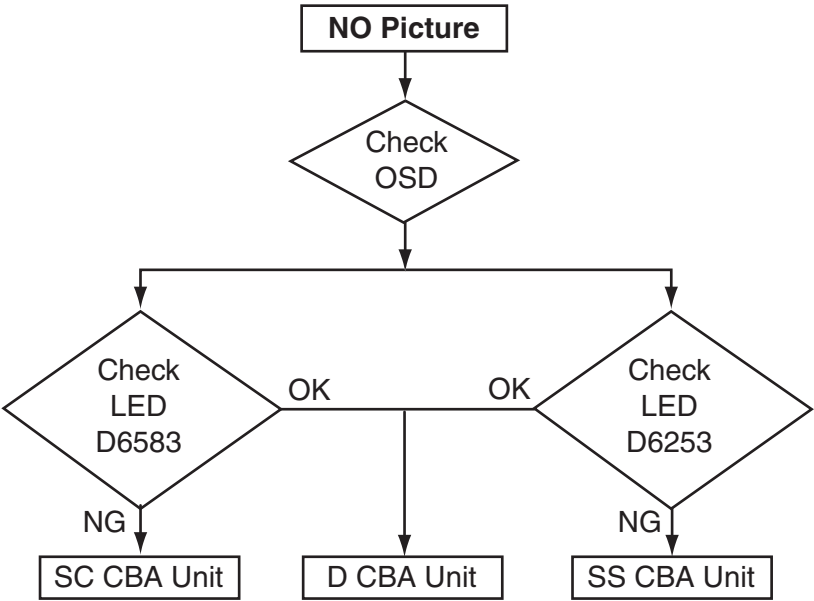 NO Picture
Check
OSD
Check
LED
D6583
OK
OK
Check
LED
D6253
NG
NG
SC CBA Unit
D CBA Unit
SS CBA Unit